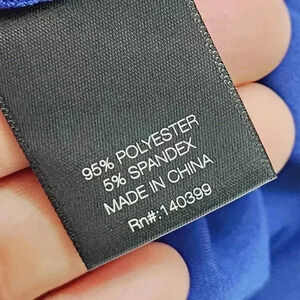 95% POLYESTER
5% SPANDEX
MADE IN CHINA
Rn#:140399